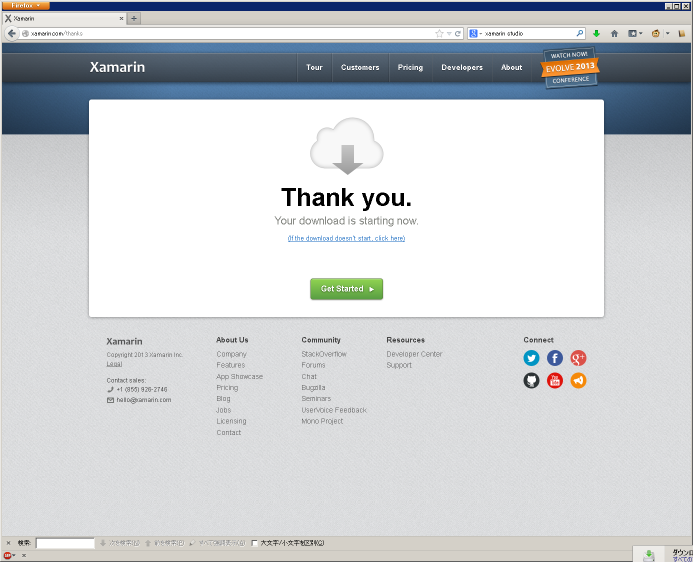 Firefox
Xamarin
xamarin.com/thanks
xamarin studio
Xamarin
Tour
Customers
Pricing
Developers
About
WATCH NOW!
EVOLVE 2013
CONFERENCE
Thank you.
Your download is starting now.
(If the download doesn't start, click here)
Get Started
Xamarin
Copyright 2013 Xamarin Inc.
Legal
Contact sales:
+1 (855) 926-2746
hello@xamarin.com
About Us
Company
Features
App Showcase
Pricing
Blog
Jobs
Licensing
Contact
Community
StackOverflow
Forums
Chat
Bugzilla
Seminars
UserVoice Feedback
Mono Project
Resources
Developer Center
Support
Connect
検索:
次を検索(N)
前を検索(P)
すべて強調表示(A)
大文字/小文字を区別(C)
ダウンロ